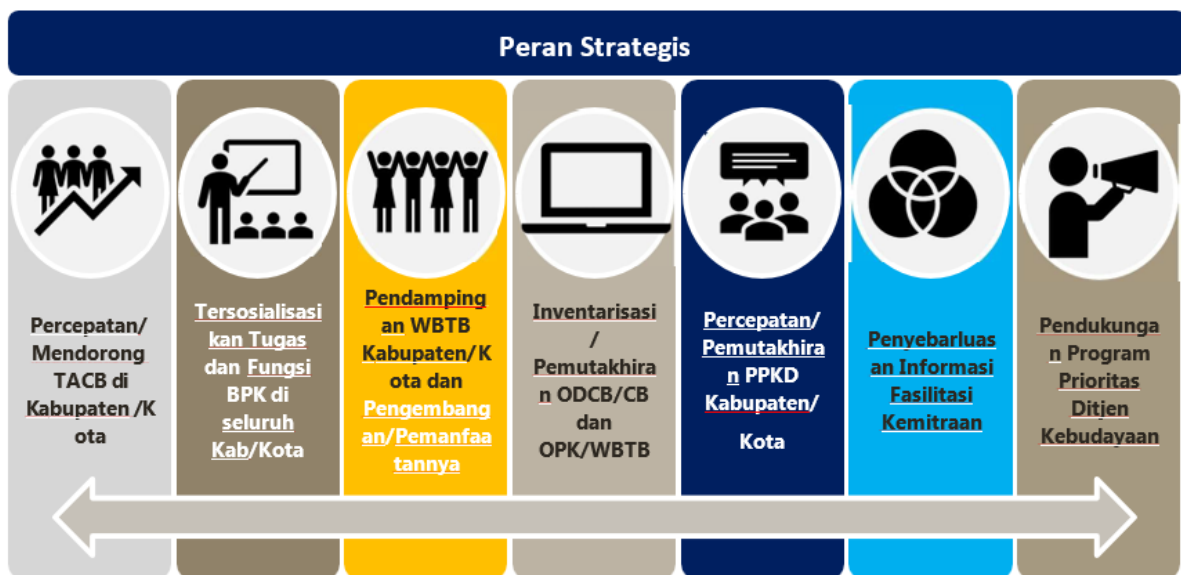 Peran Strategis
Percepatan/
Mendorong
TACB di
Kabupaten /K
ota
Tersosialisasi
kan Tugas
dan Fungsi
BPK di
seluruh
Kab/Kota
Pendamping
an WBTB
Kabupaten/K
ota dan
Pengembang
an/Pemanfaa
tannya
Inventarisasi
/
Pemutakhira
n ODCB/CB
dan
OPK/WBTB
Percepatan/
Pemutakhira
n PPKD
Kabupaten/
Kota
Penyebarluas
an Informasi
Fasilitasi
Kemitraan
Pendukunga
n Program
Prioritas
Ditjen
Kebudayaan